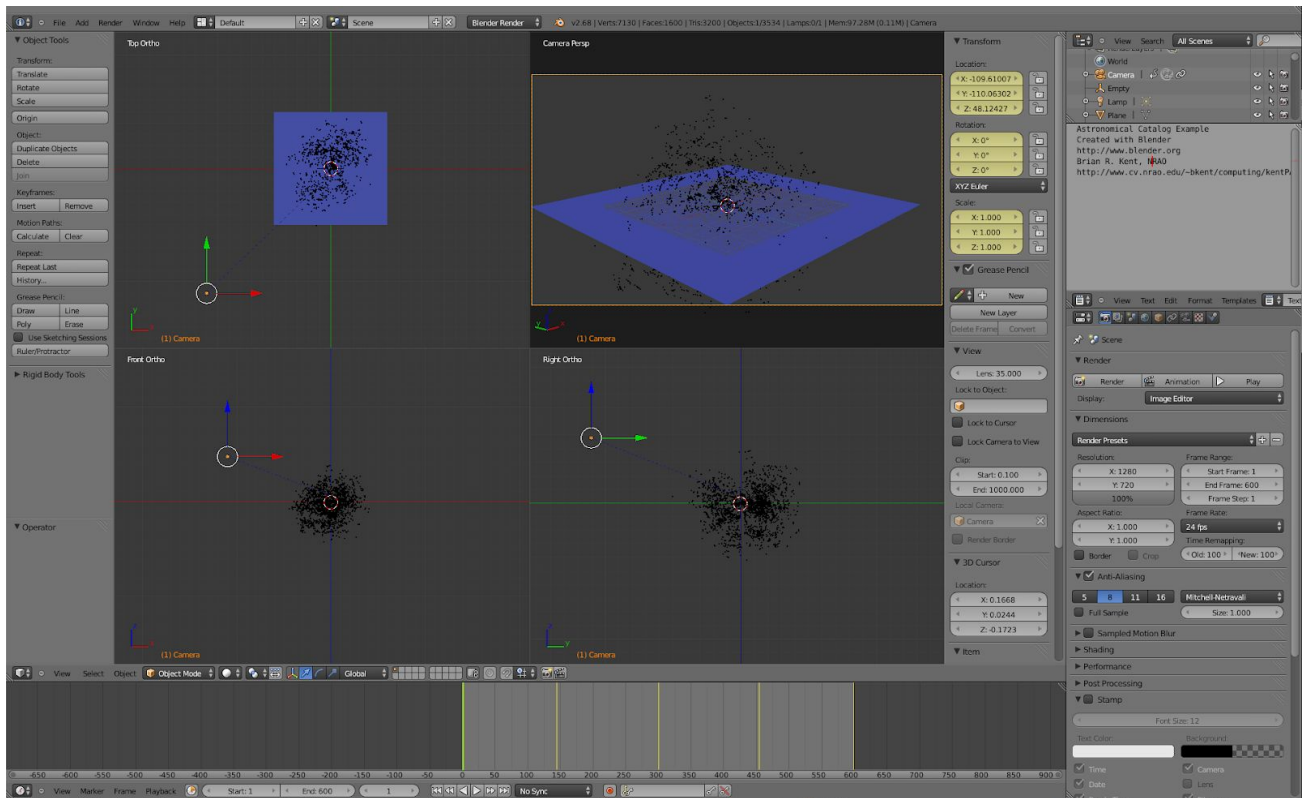 File Add Render Window Help Default Scene Blender Render v2.68 | Verts:7130 | Faces:1600 | Tris:3200 | Objects:1/3534 | Lamps:0/1 | Mem:97.28M (0.11M) | Camera
Object Tools
Transform:
Translate
Rotate
Scale
Origin
Object:
Duplicate Objects
Delete
Join
Keyframes:
Insert Remove
Motion Paths:
Calculate Clear
Repeat:
Repeat Last
History...
Grease Pencil:
Draw Line
Poly Erase
Use Sketching Sessions
Ruler/Protractor
Rigid Body Tools
Operator
Top Ortho
(1) Camera
Camera Persp
(1) Camera
Front Ortho
(1) Camera
Right Ortho
(1) Camera
Transform
Location:
X: -109.61007
Y: -110.06302
Z: 48.12427
Rotation:
X: 0°
Y: 0°
Z: 0°
XYZ Euler
Scale:
X: 1.000
Y: 1.000
Z: 1.000
Grease Pencil
New
New Layer
Delete Frame Convert
View
Lens: 35.000
Lock to Object:
Lock to Cursor
Lock Camera to View
Clip:
Start: 0.100
End: 1000.000
Local Camera:
Camera
Render Border
3D Cursor
Location:
X: 0.1668
Y: 0.0244
Z: -0.1723
Item
View Search All Scenes
World
Camera
Empty
Lamp
Plane
Astronomical Catalog Example
Created with Blender
http://www.blender.org
Brian R. Kent, NRAO
http://www.cv.nrao.edu/~bkent/computing/kentPA
View Text Edit Format Templates Text
Scene
Render
Render Animation Play
Display: Image Editor
Dimensions
Render Presets
Resolution: Frame Range:
X: 1280 Start Frame: 1
Y: 720 End Frame: 600
100% Frame Step: 1
Aspect Ratio: Frame Rate:
X: 1.000 24 fps
Y: 1.000 Time Remapping:
Border Crop Old: 100 New: 100
Anti-Aliasing
5 8 11 16 Mitchell-Netravali
Full Sample Size: 1.000
Sampled Motion Blur
Shading
Performance
Post Processing
Stamp
Font Size: 12
Text Color: Background:
Time Camera
Date Lens
View Select Object Object Mode Global
-650 -600 -550 -500 -450 -400 -350 -300 -250 -200 -150 -100 -50 0 50 100 150 200 250 300 350 400 450 500 550 600 650 700 750 800 850 900
View Marker Frame Playback Start: 1 End: 600 1 No Sync